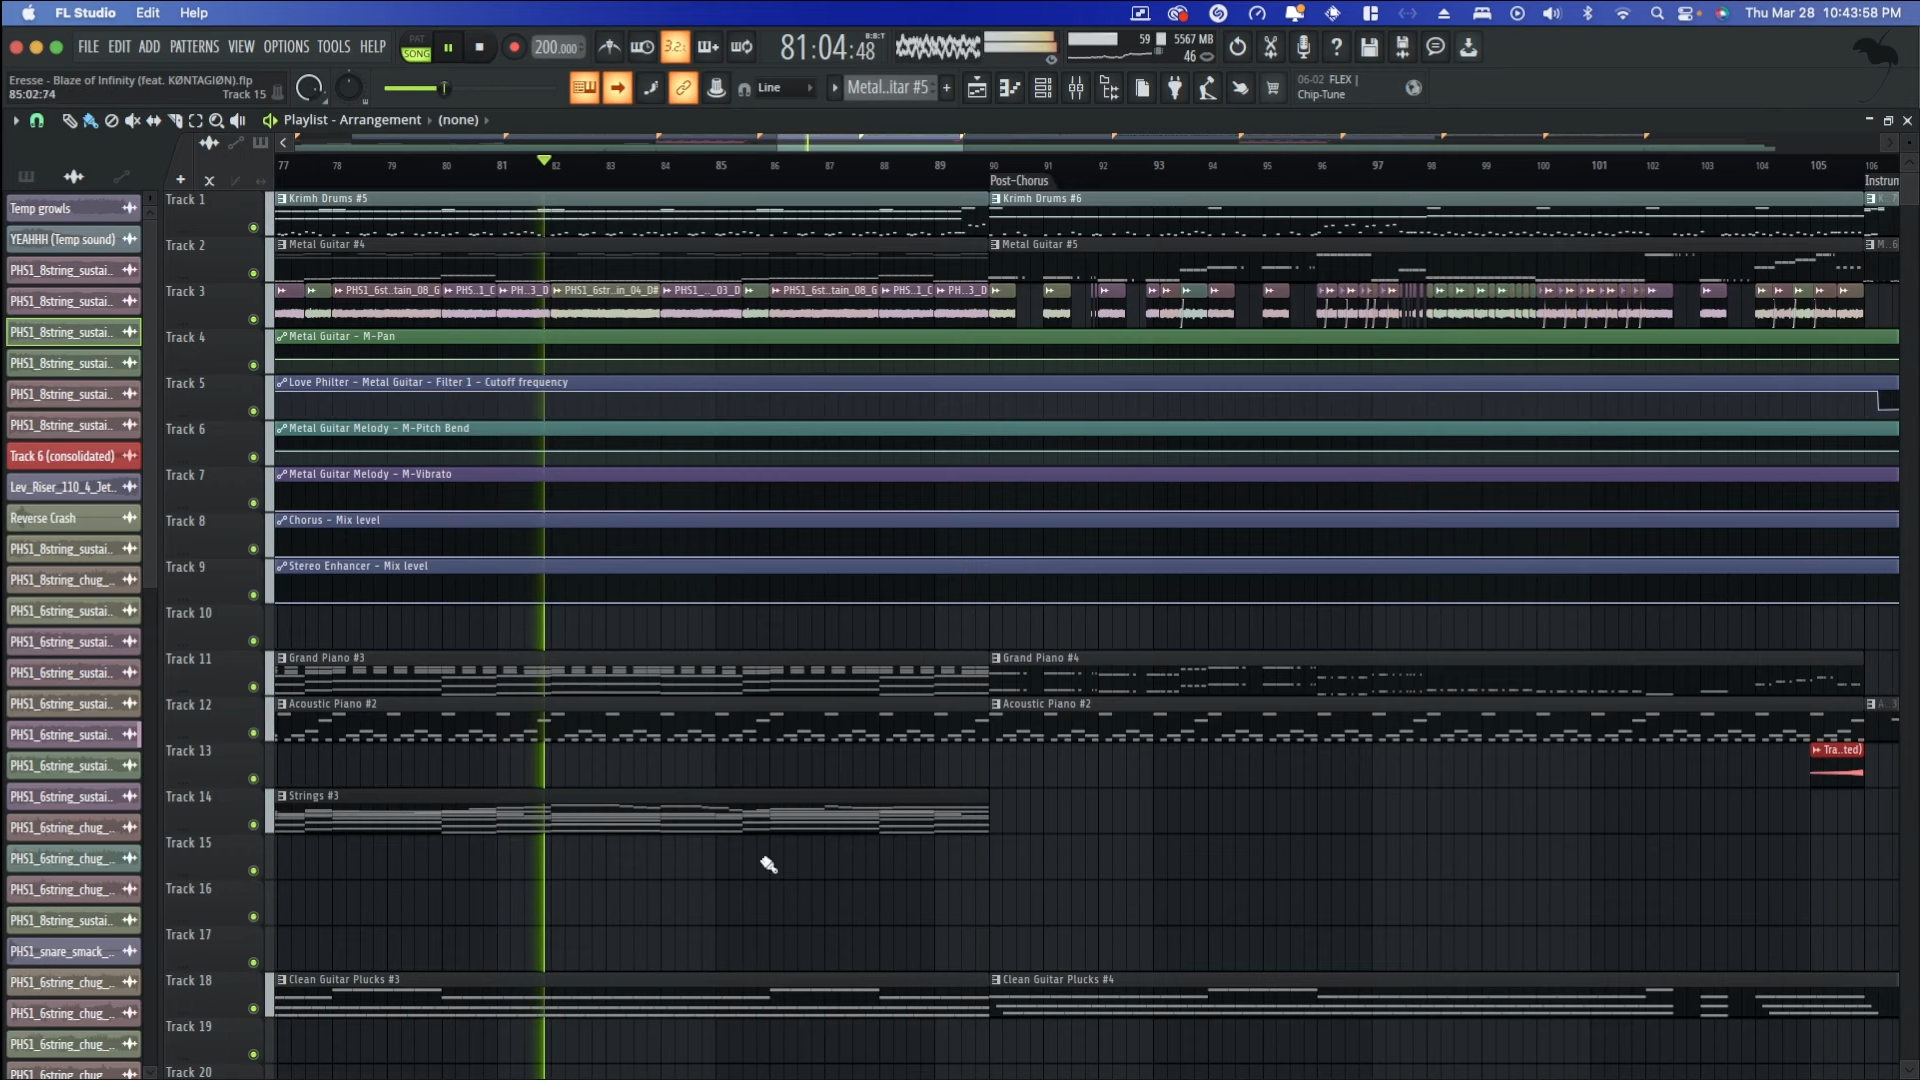 FL Studio Edit Help Thu Mar 28 10:43:58 PM
FILE EDIT ADD PATTERNS VIEW OPTIONS TOOLS HELP PAT SONG 200.000 3.2.1 81:04:48 B:S:T 59 5567 MB 46
Eresse - Blaze of Infinity (feat. KØNTAGIØN).flp
85:02:74 Track 15
Line Metal..itar #5 + 06-02 FLEX |
Chip-Tune
Playlist - Arrangement (none)
77 78 79 80 81 82 83 84 85 86 87 88 89 90 91 92 93 94 95 96 97 98 99 100 101 102 103 104 105 106
Post-Chorus Instrum
Temp growls
YEAHHH (Temp sound)
PHS1_8string_sustai..
PHS1_8string_sustai..
PHS1_8string_sustai..
PHS1_8string_sustai..
PHS1_8string_sustai..
PHS1_8string_sustai..
Track 6 (consolidated)
Lev_Riser_110_4_Jet..
Reverse Crash
PHS1_8string_sustai..
PHS1_8string_chug_..
PHS1_6string_sustai..
PHS1_6string_sustai..
PHS1_6string_sustai..
PHS1_6string_sustai..
PHS1_6string_sustai..
PHS1_6string_sustai..
PHS1_6string_sustai..
PHS1_6string_chug_..
PHS1_6string_chug_..
PHS1_6string_chug_..
PHS1_8string_sustai..
PHS1_snare_smack_..
PHS1_6string_chug_..
PHS1_6string_chug_..
PHS1_6string_chug_..
PHS1_6string_chug
Track 1 Krimh Drums #5 Krimh Drums #6
Track 2 Metal Guitar #4 Metal Guitar #5 M..6
Track 3 PHS1_6st..tain_08_G PHS..1_C PH..3_D PHS1_6str..in_04_D# PHS1_.._03_D PHS1_6st..tain_08_G PHS..1_C PH..3_D
Track 4 Metal Guitar - M-Pan
Track 5 Love Philter - Metal Guitar - Filter 1 - Cutoff frequency
Track 6 Metal Guitar Melody - M-Pitch Bend
Track 7 Metal Guitar Melody - M-Vibrato
Track 8 Chorus - Mix level
Track 9 Stereo Enhancer - Mix level
Track 10
Track 11 Grand Piano #3 Grand Piano #4
Track 12 Acoustic Piano #2 Acoustic Piano #2
Track 13 Tra..ted)
Track 14 Strings #3
Track 15
Track 16
Track 17
Track 18 Clean Guitar Plucks #3 Clean Guitar Plucks #4
Track 19
Track 20